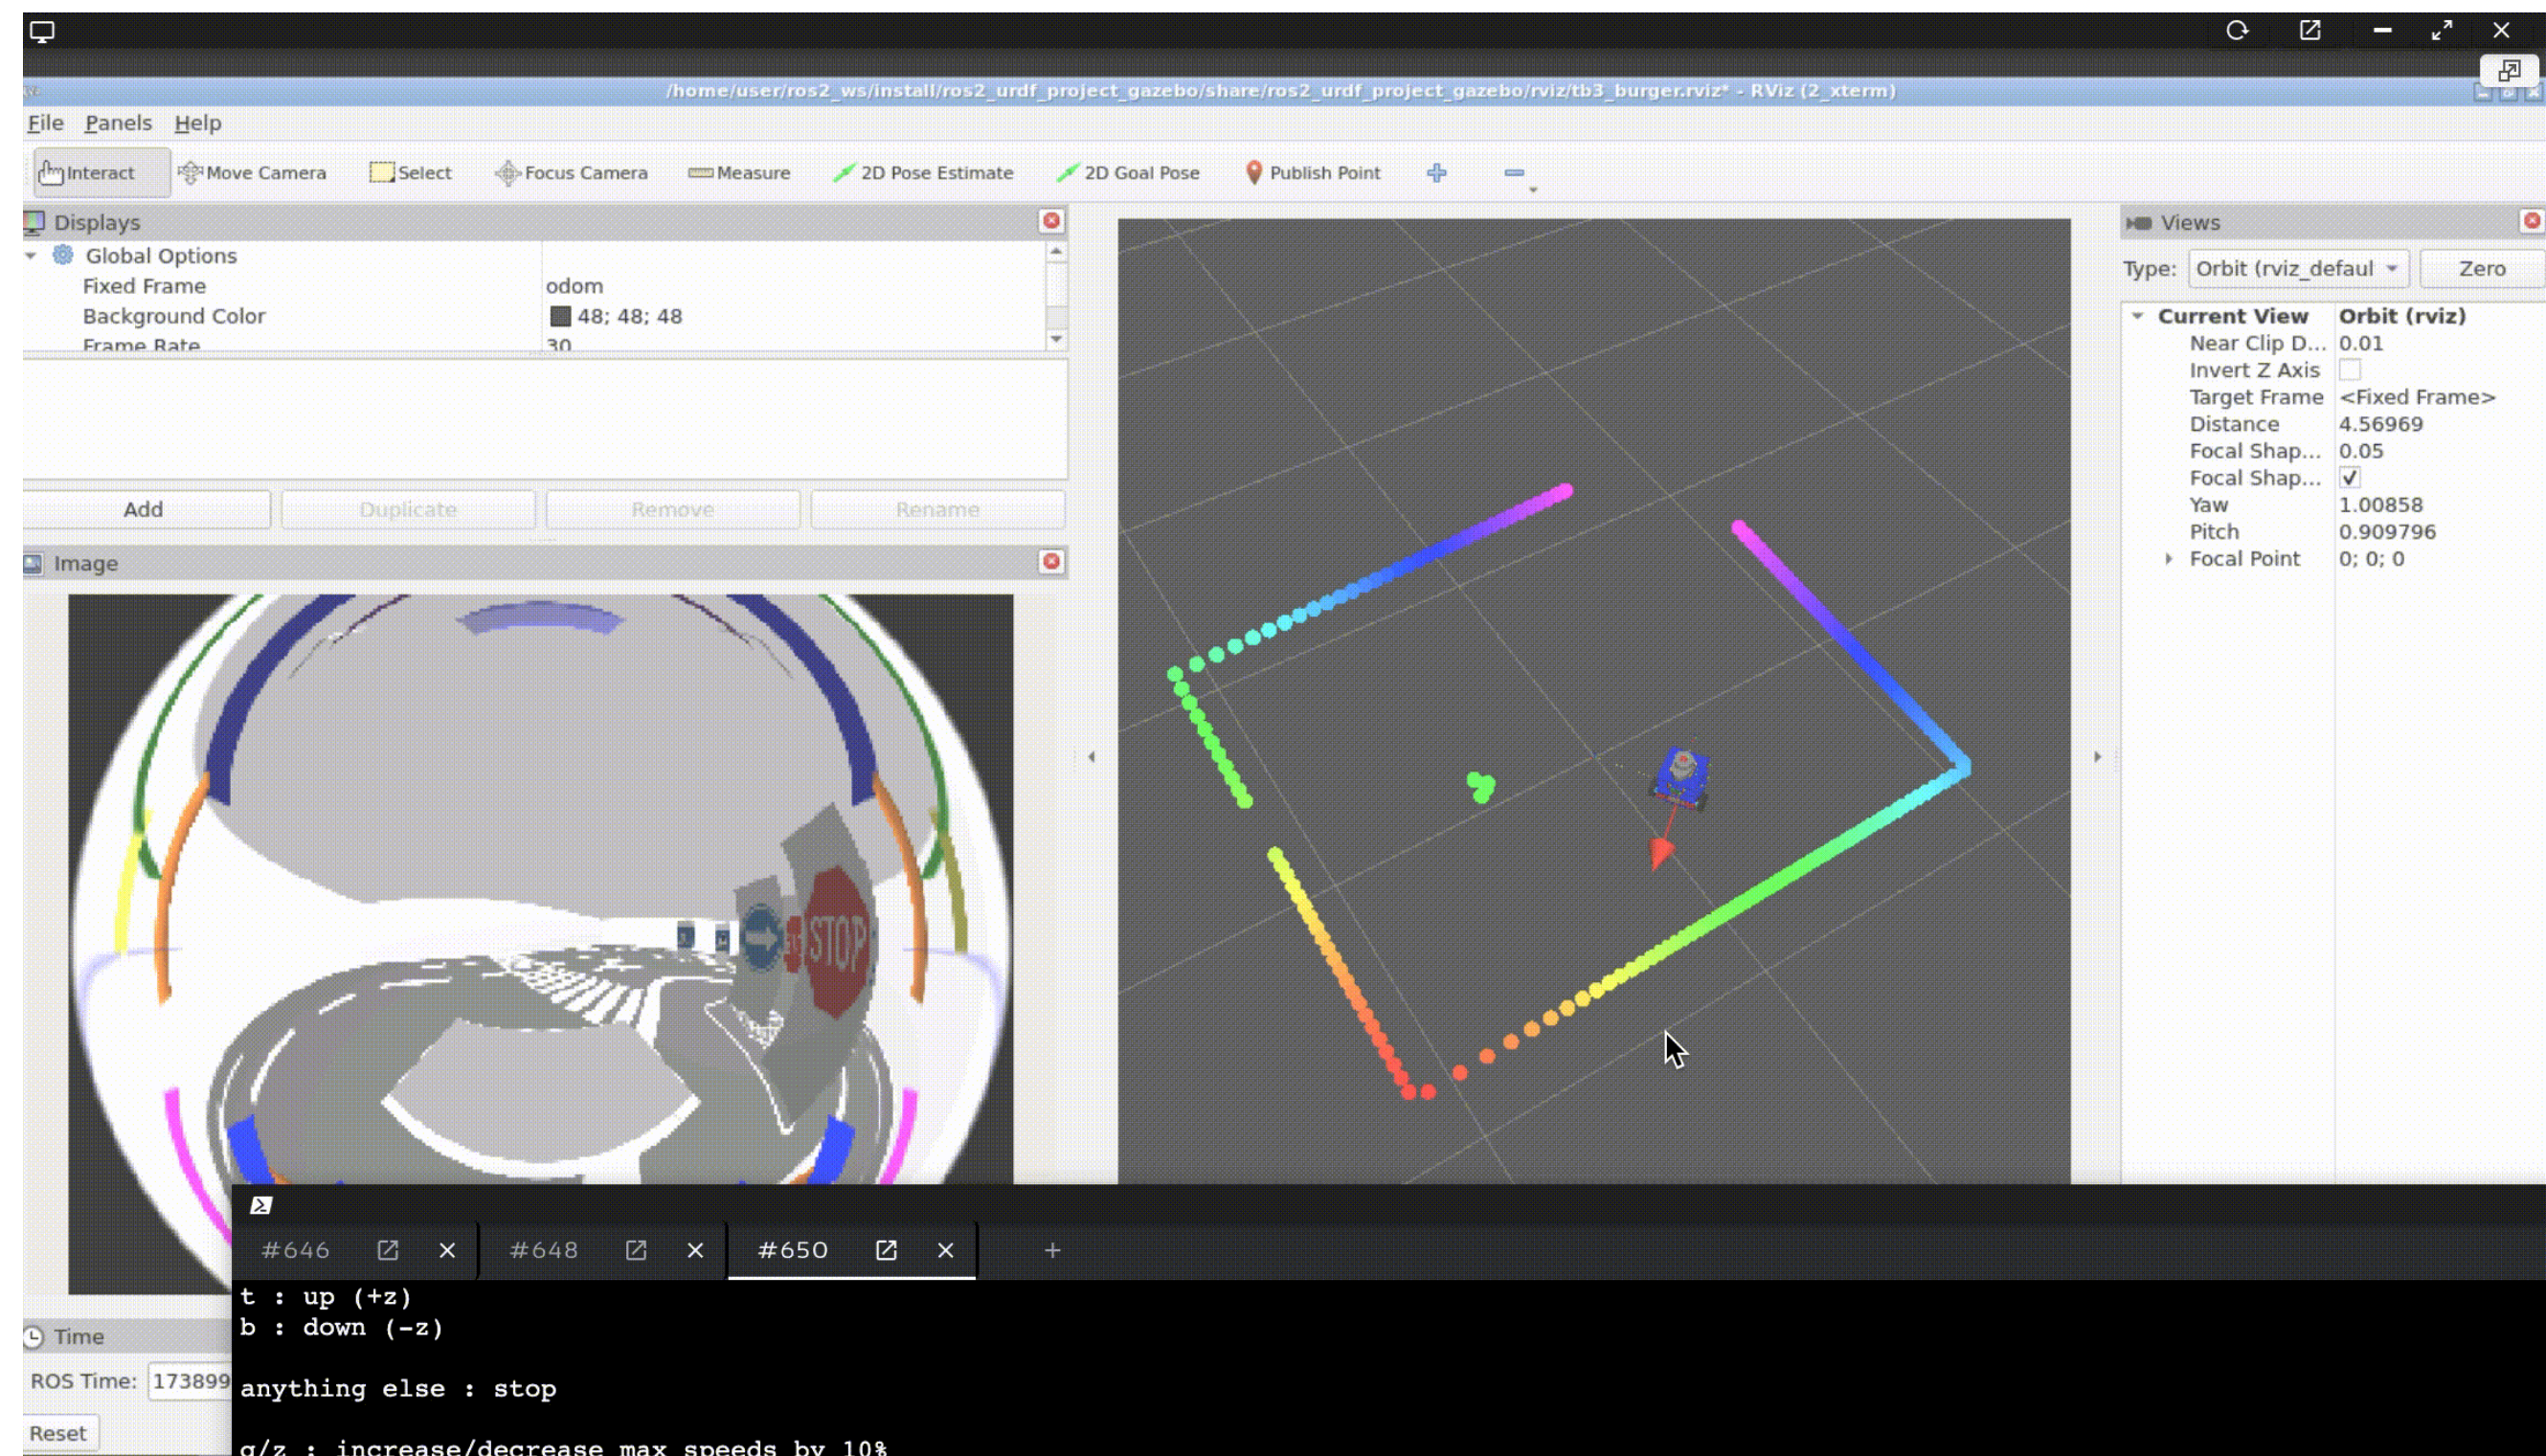 /home/user/ros2_ws/install/ros2_urdf_project_gazebo/share/ros2_urdf_project_gazebo/rviz/tb3_burger.rviz* - RViz (2_xterm)
File Panels Help
Interact Move Camera Select Focus Camera Measure 2D Pose Estimate 2D Goal Pose Publish Point
Displays
Global Options
Fixed Frame odom
Background Color 48; 48; 48
Frame Rate 30
Add Duplicate Remove Rename
Image
STOP
Time
ROS Time: 173899
Reset
Views
Type: Orbit (rviz_defaul Zero
Current View Orbit (rviz)
Near Clip D... 0.01
Invert Z Axis
Target Frame <Fixed Frame>
Distance 4.56969
Focal Shap... 0.05
Focal Shap... ✓
Yaw 1.00858
Pitch 0.909796
Focal Point 0; 0; 0
#646 #648 #650
t : up (+z)
b : down (-z)
anything else : stop
q/z : increase/decrease max speeds by 10%